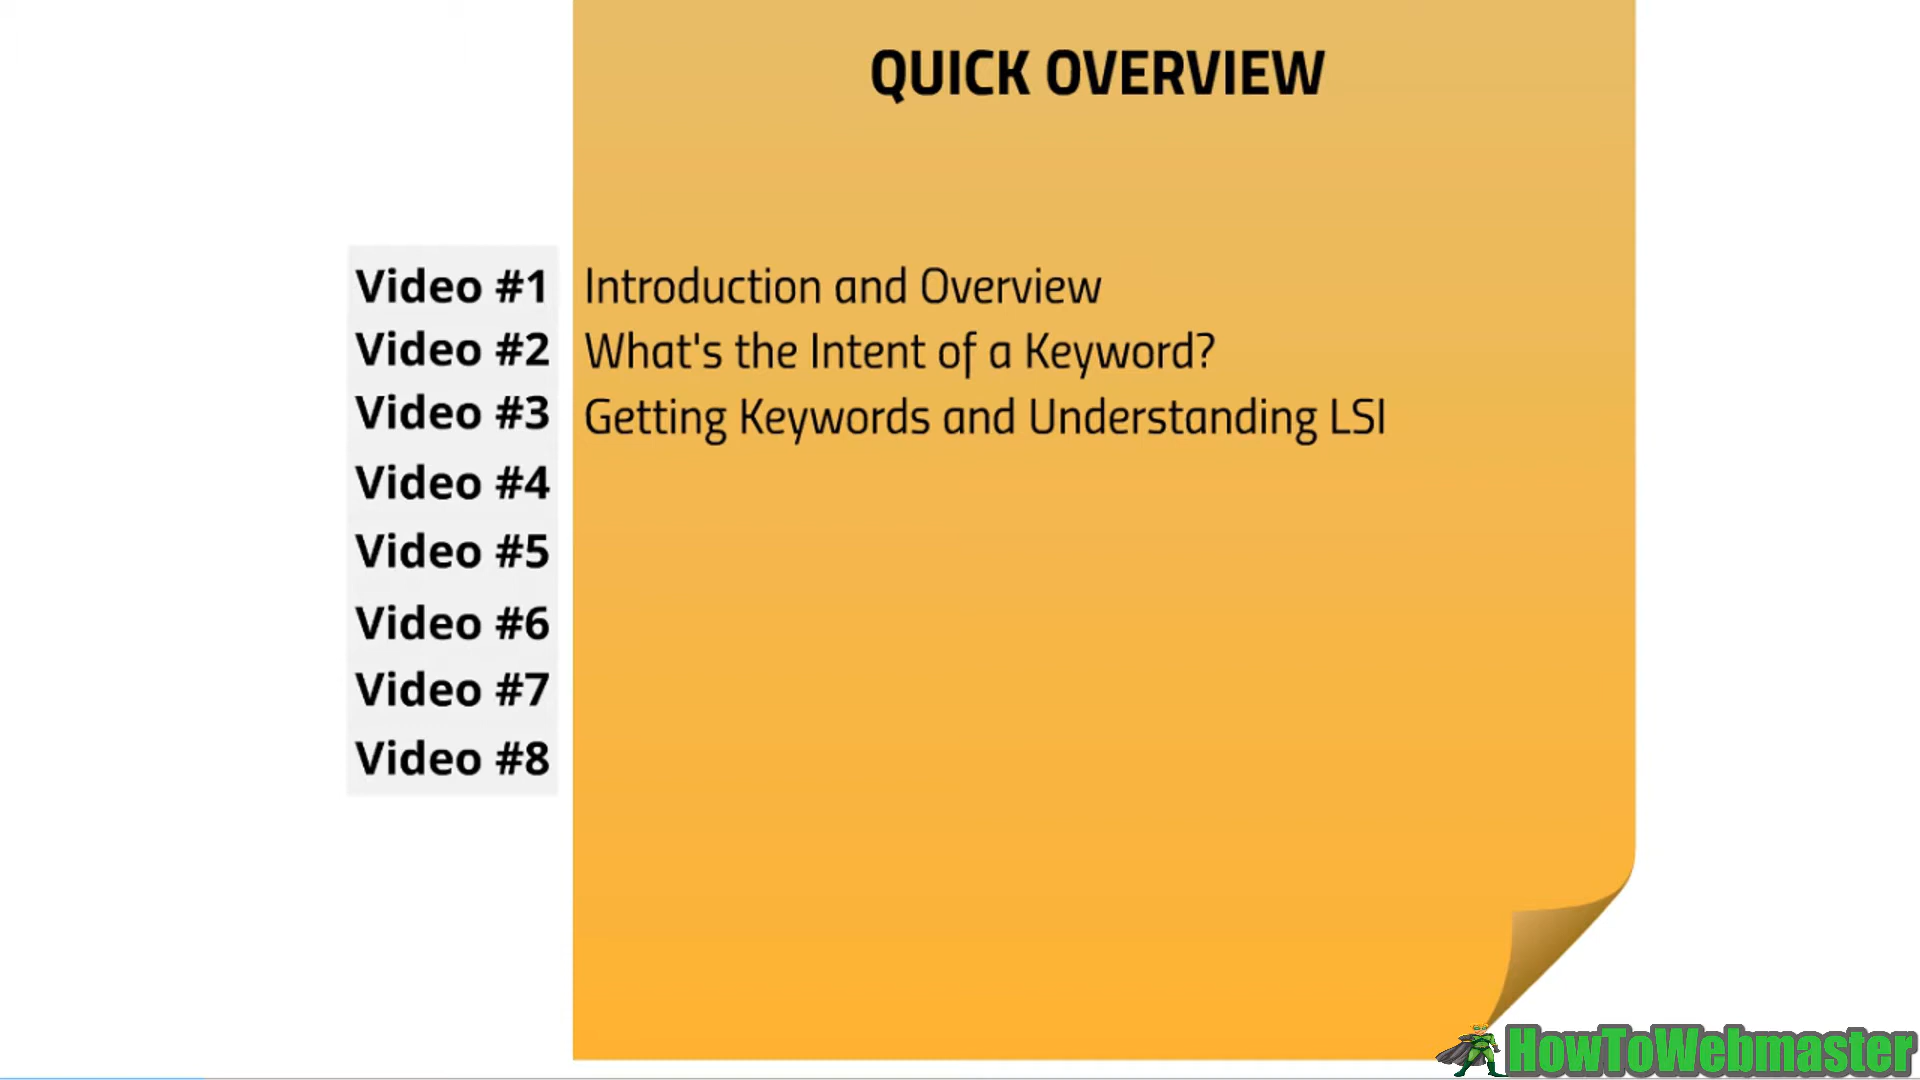 QUICK OVERVIEW
Video #1 Introduction and Overview
Video #2 What's the Intent of a Keyword?
Video #3 Getting Keywords and Understanding LSI
Video #4
Video #5
Video #6
Video #7
Video #8
HowToWebmaster